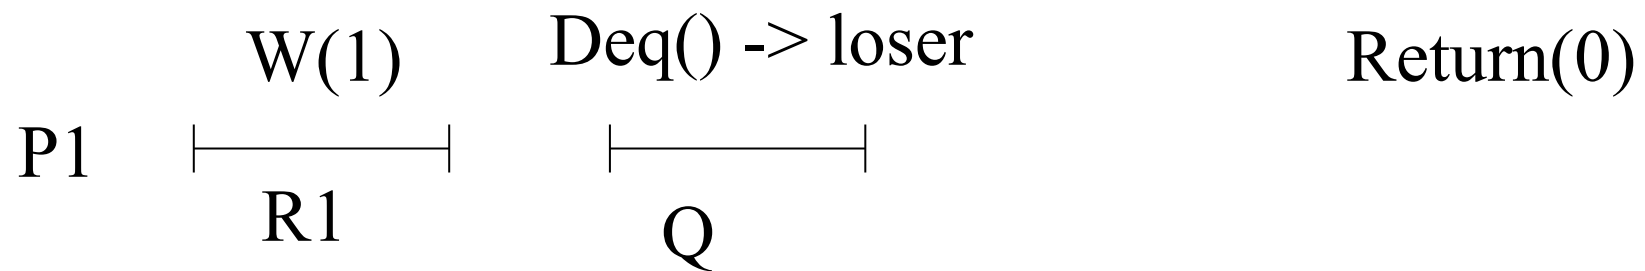 W(1) Deq() -> loser Return(0)
P1
R1 Q